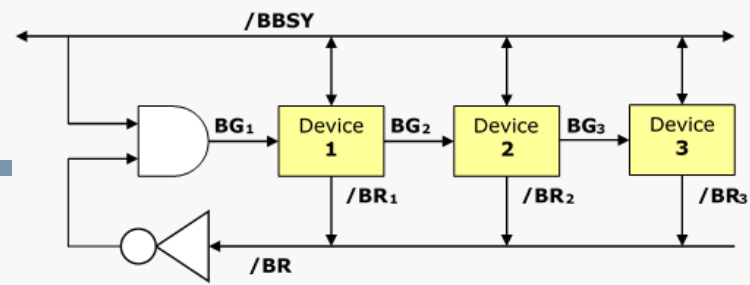 /BBSY
BG1 Device 1 BG2 Device 2 BG3 Device 3
/BR1 /BR2 /BR3
/BR